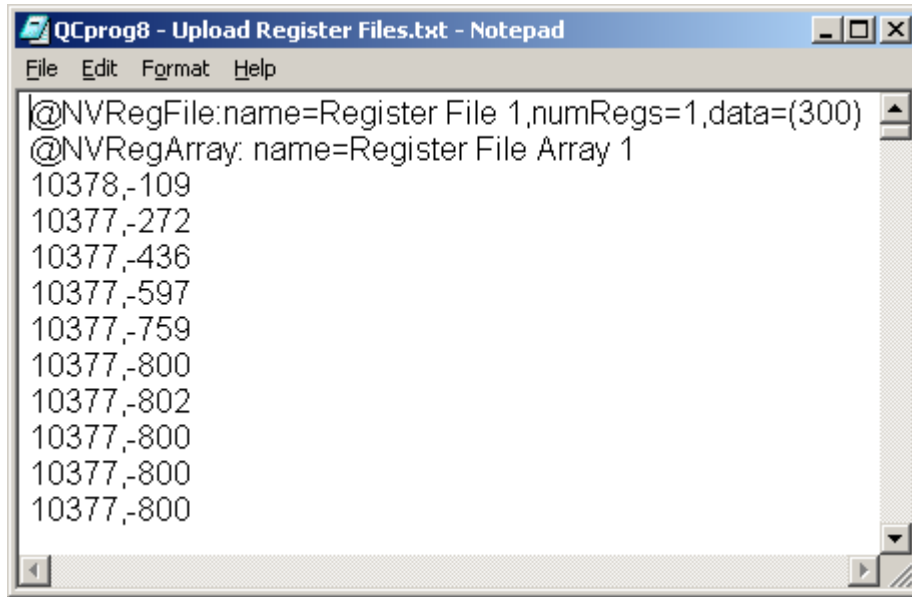 QCprog8 - Upload Register Files.txt - Notepad
File Edit Format Help
@NVRegFile:name=Register File 1,numRegs=1,data=(300)
@NVRegArray: name=Register File Array 1
10378,-109
10377,-272
10377,-436
10377,-597
10377,-759
10377,-800
10377,-802
10377,-800
10377,-800
10377,-800